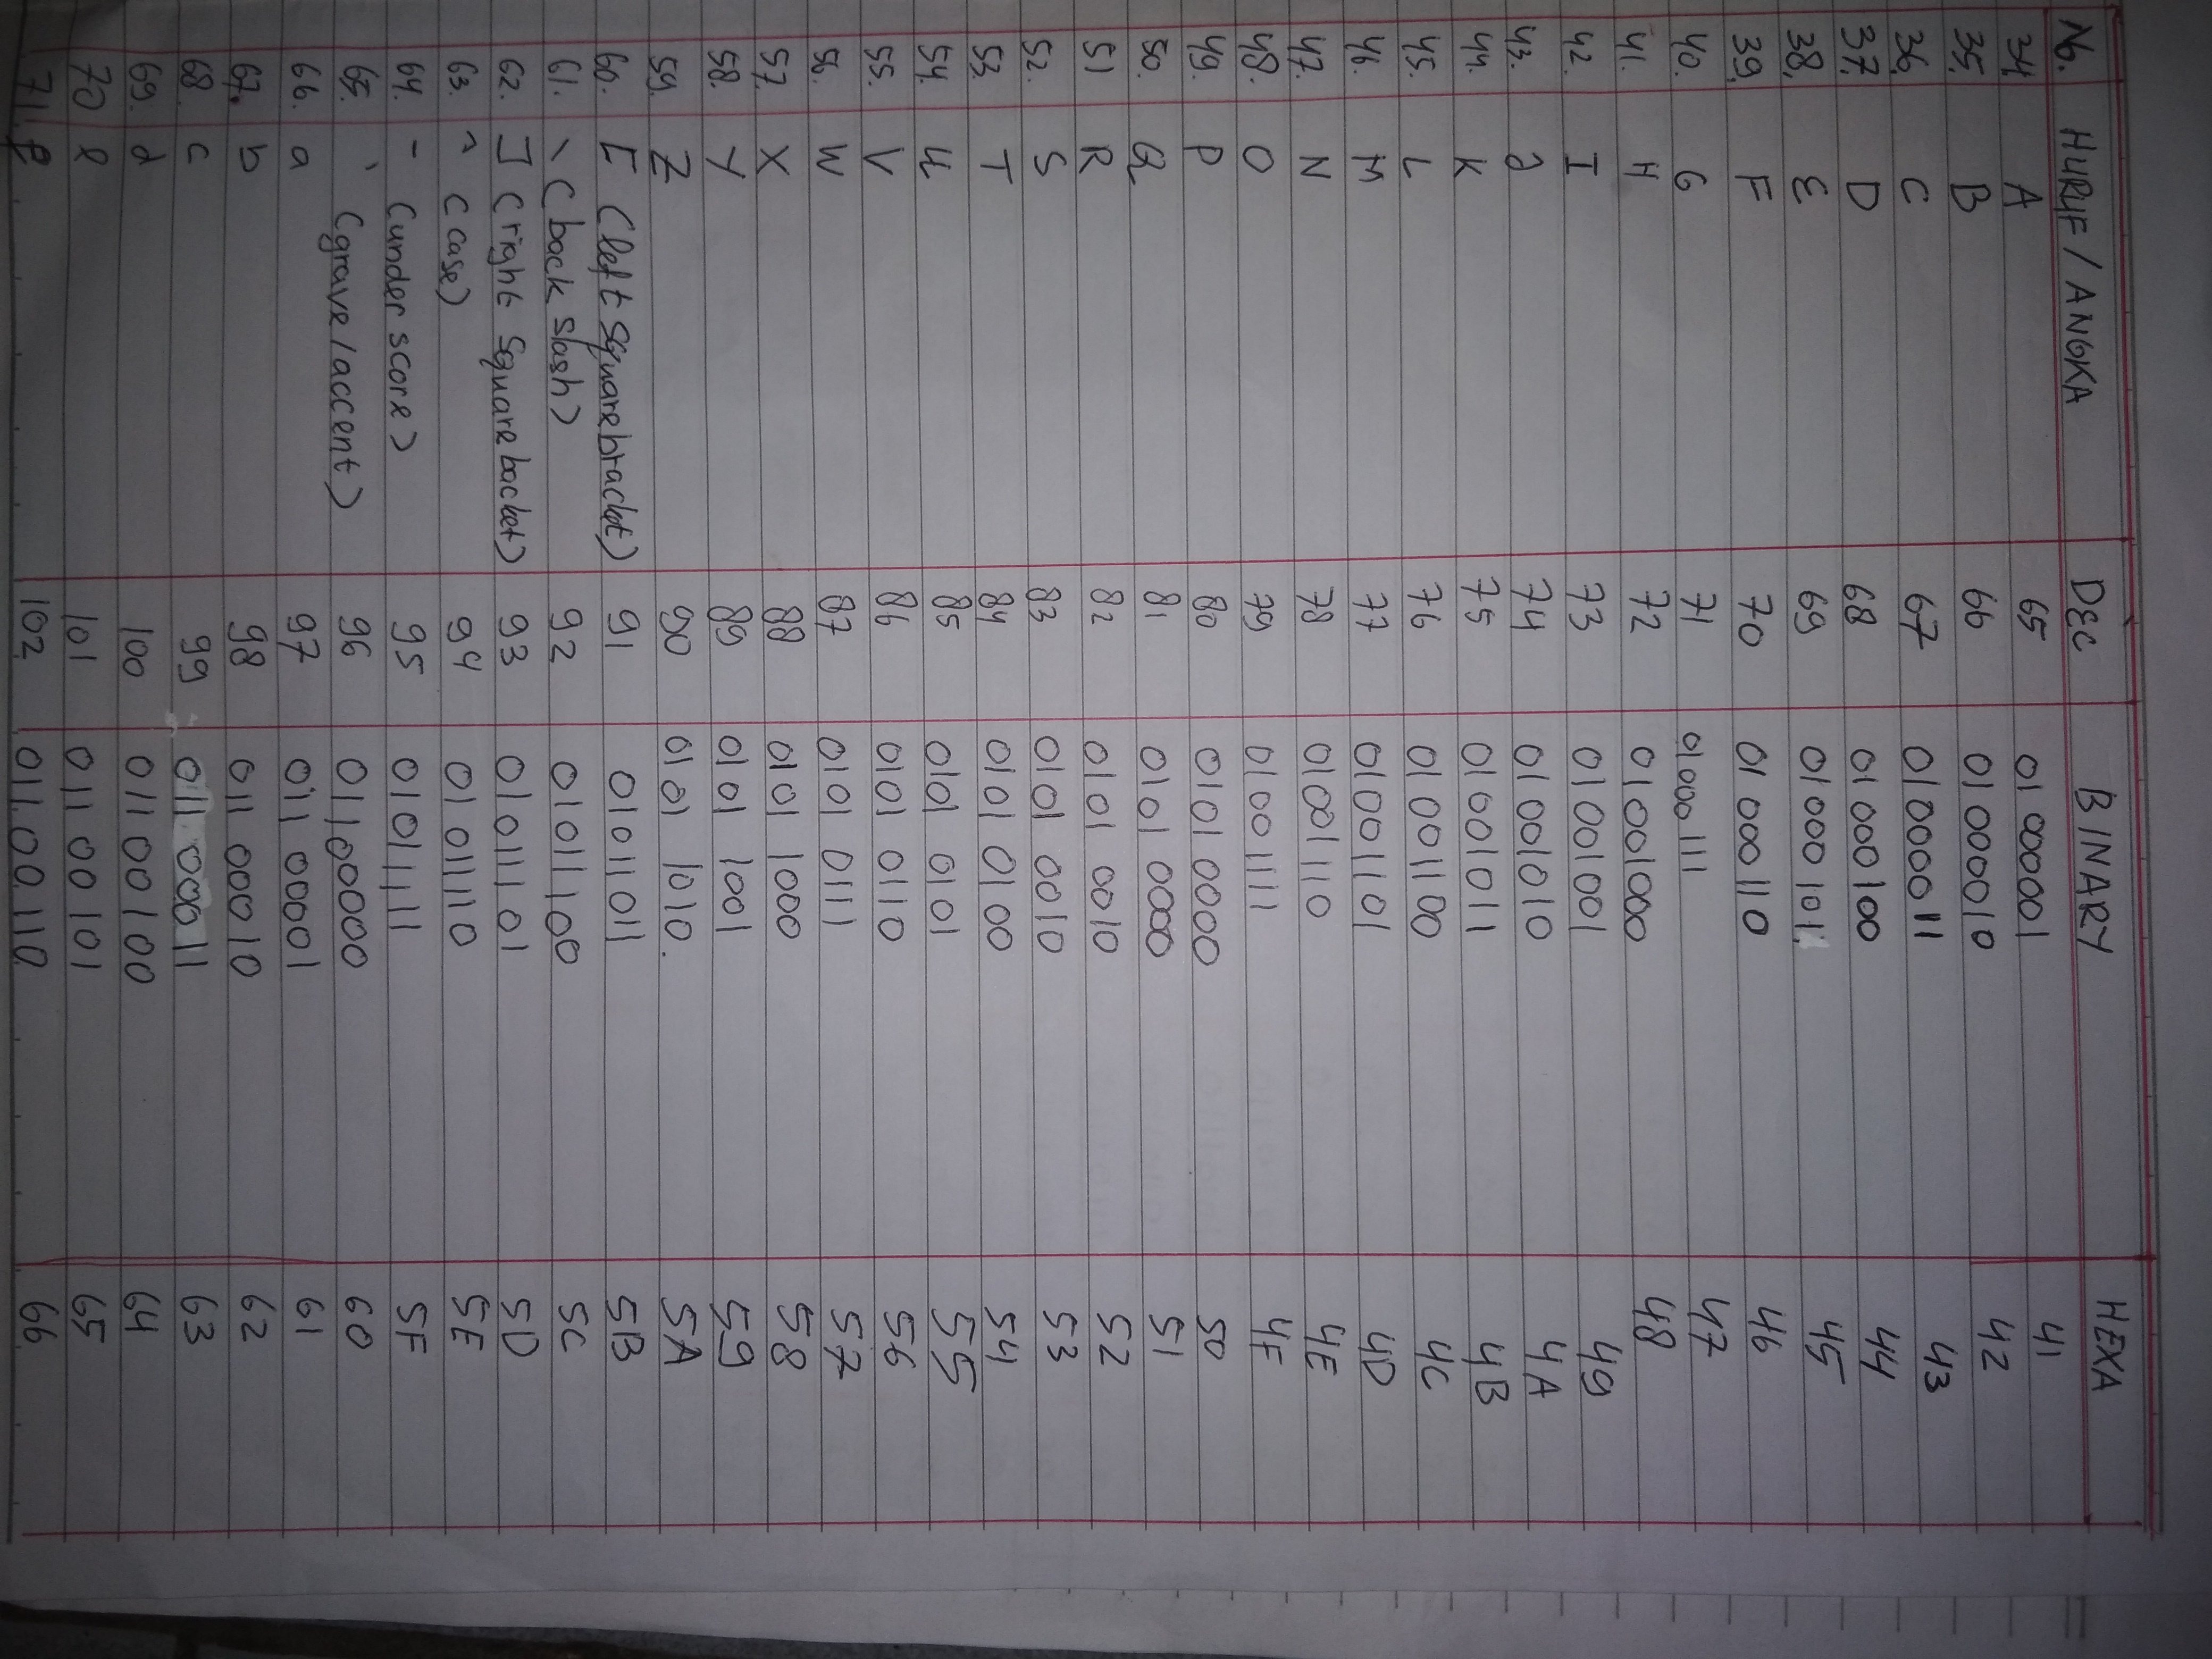 No. HURUF / ANGKA DEC BINARY HEXA
34. A 65 01 000001 41
35. B 66 01 000010 42
36. C 67 01 000011 43
37. D 68 01 000100 44
38. E 69 01 000 101. 45
39. F 70 01 000110 46
40. G 71 01000111 47
41. H 72 01001000 48
42. I 73 01001001 49
43. J 74 01 001010 4A
44. K 75 01001011 4B
45. L 76 01 001100 4C
46. M 77 01001101 4D
47. N 78 01001110 4E
48. O 79 01001111 4F
49. P 80 0101 0000 50
50. Q 81 0101 0000 51
51 R 82 0101 0010 52
52. S 83 0101 0010 53
53. T 84 0101 0100 54
54. U 85 0101 0101 55
55. V 86 0101 0110 56
56. W 87 0101 0111 57
57. X 88 0101 1000 58
58. Y 89 0101 1001 59
59. Z 90 0101 1010. 5A
60. [ (left square bracket) 91 01011011 5B
61. \ (back slash) 92 01011100 5C
62. ] (right square backet) 93 01011101 5D
63. ^ (case) 94 01 011110 5E
64. - (under score) 95 01011111 5F
65. ` (grave/accent) 96 01100000 60
66. a 97 011 00001 61
67. b 98 011 00010 62
68. c 99 011 00011 63
69. d 100 01100100 64
70 e 101 011 00 101 65
71. f 102 011 00 110 66